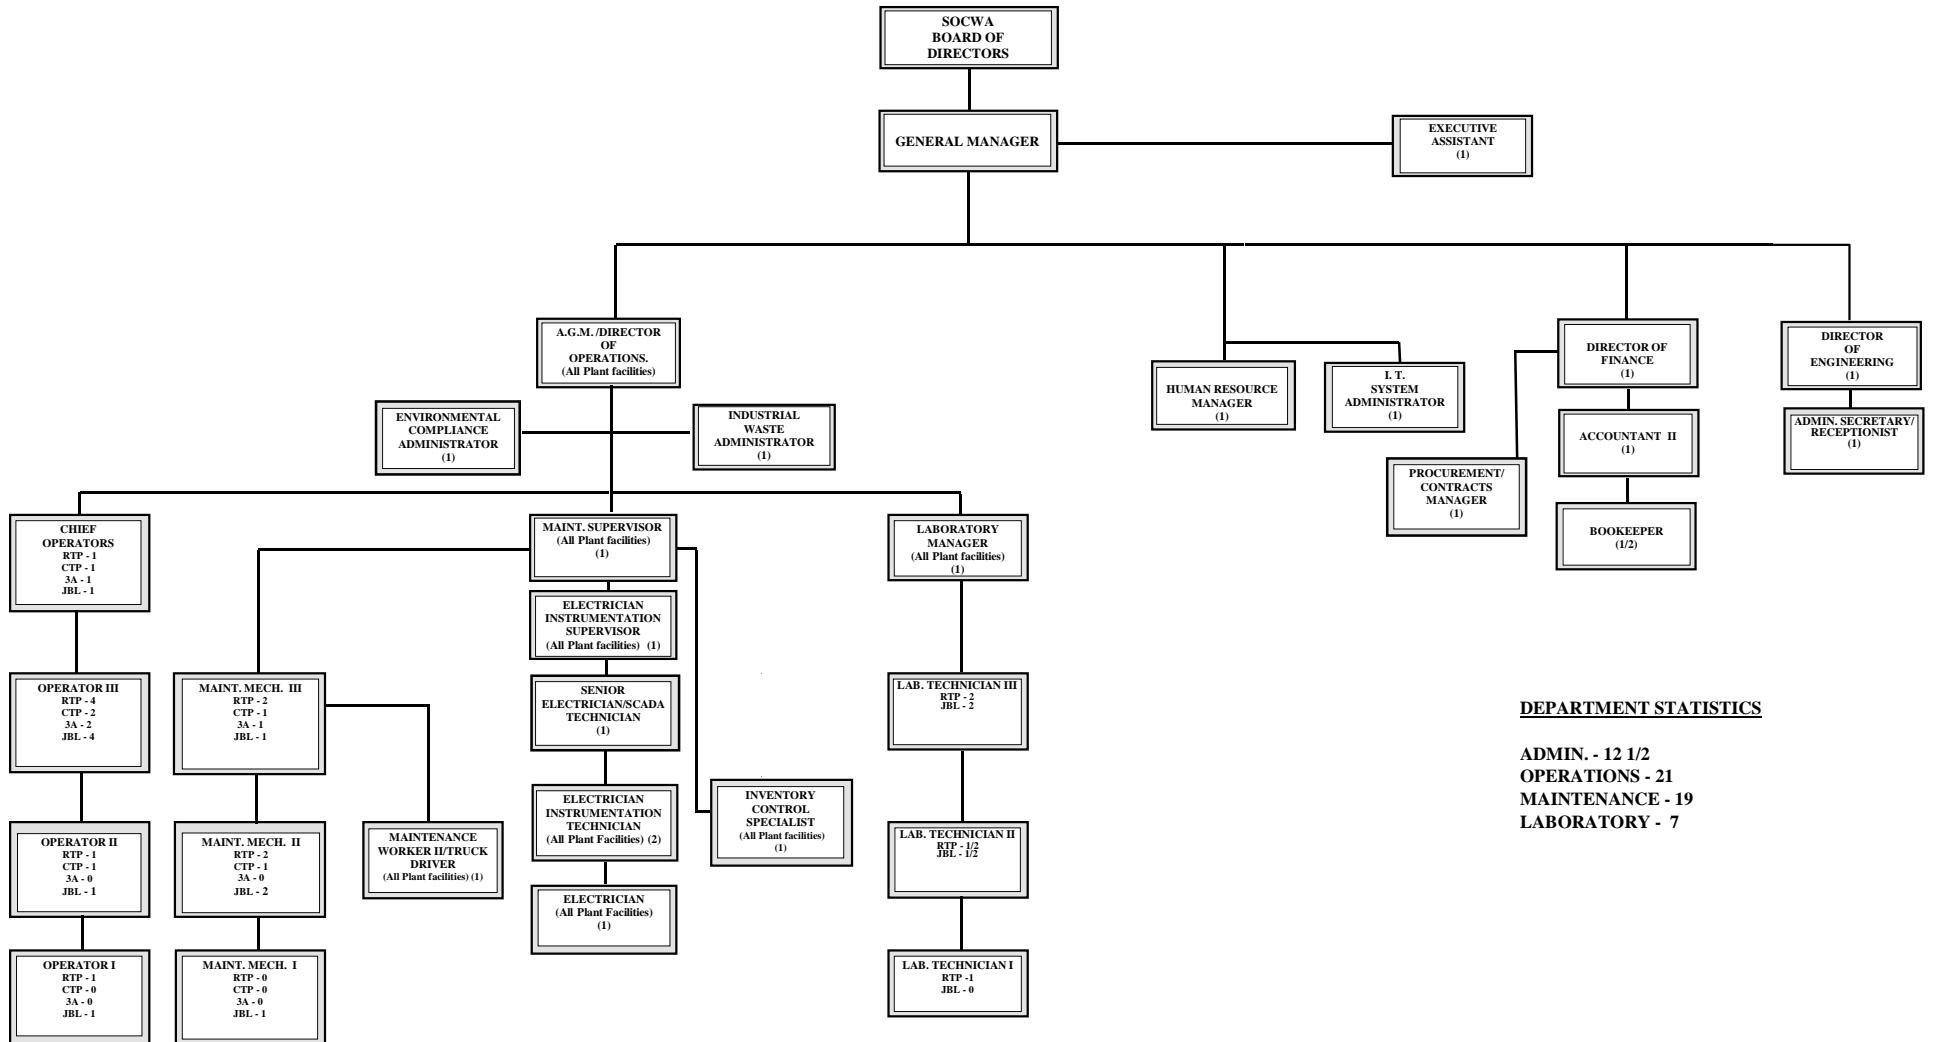 SOCWA
BOARD OF
DIRECTORS
GENERAL MANAGER
EXECUTIVE
ASSISTANT
(1)
A.G.M. /DIRECTOR
OF
OPERATIONS.
(All Plant facilities)
ENVIRONMENTAL
COMPLIANCE
ADMINISTRATOR
(1)
INDUSTRIAL
WASTE
ADMINISTRATOR
(1)
HUMAN RESOURCE
MANAGER
(1)
I. T.
SYSTEM
ADMINISTRATOR
(1)
DIRECTOR OF
FINANCE
(1)
DIRECTOR
OF
ENGINEERING
(1)
ACCOUNTANT II
(1)
ADMIN. SECRETARY/
RECEPTIONIST
(1)
PROCUREMENT/
CONTRACTS
MANAGER
(1)
BOOKEEPER
(1/2)
CHIEF
OPERATORS
RTP - 1
CTP - 1
3A - 1
JBL - 1
MAINT. SUPERVISOR
(All Plant facilities)
(1)
LABORATORY
MANAGER
(All Plant facilities)
(1)
ELECTRICIAN
INSTRUMENTATION
SUPERVISOR
(All Plant facilities) (1)
OPERATOR III
RTP - 4
CTP - 2
3A - 2
JBL - 4
MAINT. MECH. III
RTP - 2
CTP - 1
3A - 1
JBL - 1
SENIOR
ELECTRICIAN/SCADA
TECHNICIAN
(1)
LAB. TECHNICIAN III
RTP - 2
JBL - 2
ELECTRICIAN
INSTRUMENTATION
TECHNICIAN
(All Plant Facilities) (2)
INVENTORY
CONTROL
SPECIALIST
(All Plant facilities)
(1)
OPERATOR II
RTP - 1
CTP - 1
3A - 0
JBL - 1
MAINT. MECH. II
RTP - 2
CTP - 1
3A - 0
JBL - 2
MAINTENANCE
WORKER II/TRUCK
DRIVER
(All Plant facilities) (1)
LAB. TECHNICIAN II
RTP - 1/2
JBL - 1/2
ELECTRICIAN
(All Plant Facilities)
(1)
OPERATOR I
RTP - 1
CTP - 0
3A - 0
JBL - 1
MAINT. MECH. I
RTP - 0
CTP - 0
3A - 0
JBL - 1
LAB. TECHNICIAN I
RTP -1
JBL - 0
DEPARTMENT STATISTICS
ADMIN. - 12 1/2
OPERATIONS - 21
MAINTENANCE - 19
LABORATORY - 7